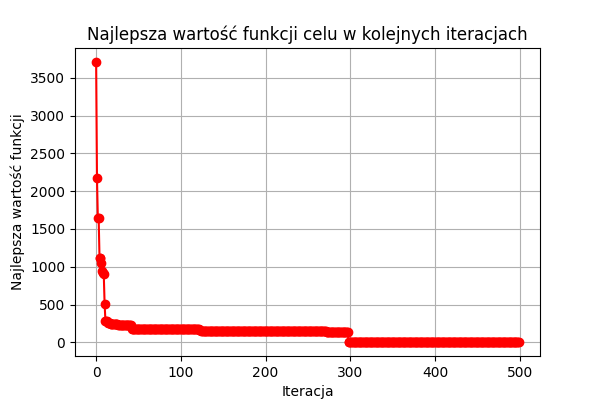 Najlepsza wartość funkcji celu w kolejnych iteracjach
Najlepsza wartość funkcji
3500
3000
2500
2000
1500
1000
500
0
0 100 200 300 400 500
Iteracja